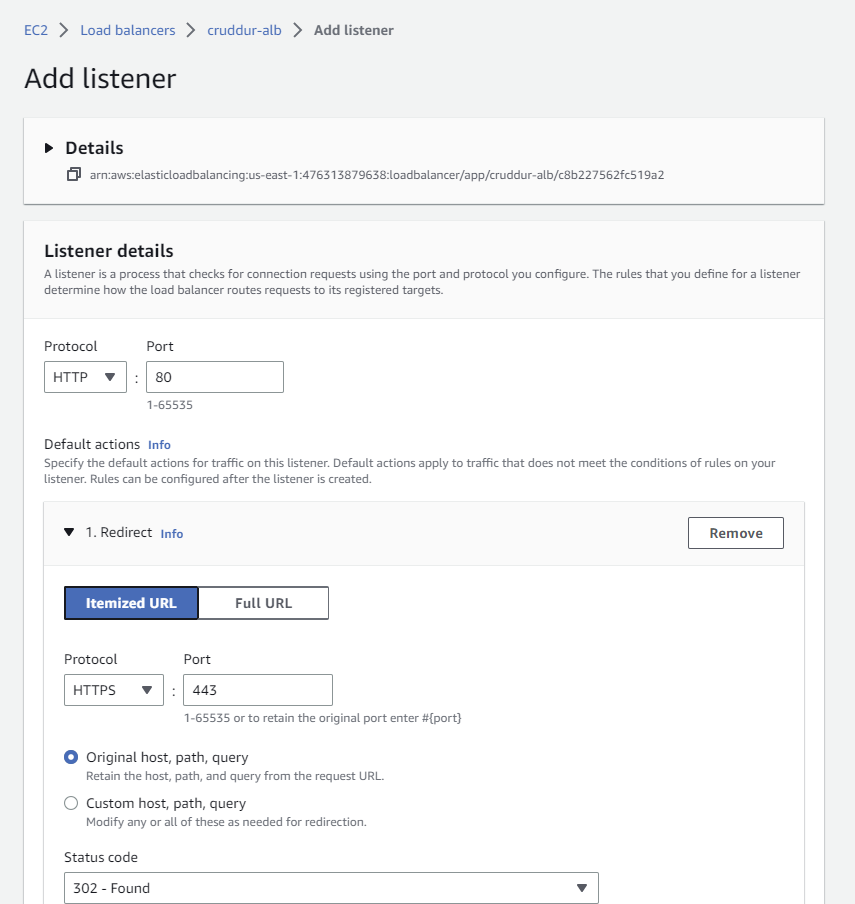 EC2 > Load balancers > cruddur-alb > Add listener
Add listener
Details
arn:aws:elasticloadbalancing:us-east-1:476313879638:loadbalancer/app/cruddur-alb/c8b227562fc519a2
Listener details
A listener is a process that checks for connection requests using the port and protocol you configure. The rules that you define for a listener
determine how the load balancer routes requests to its registered targets.
Protocol Port
HTTP : 80
1-65535
Default actions Info
Specify the default actions for traffic on this listener. Default actions apply to traffic that does not meet the conditions of rules on your
listener. Rules can be configured after the listener is created.
1. Redirect Info Remove
Itemized URL Full URL
Protocol Port
HTTPS : 443
1-65535 or to retain the original port enter #{port}
Original host, path, query
Retain the host, path, and query from the request URL.
Custom host, path, query
Modify any or all of these as needed for redirection.
Status code
302 - Found